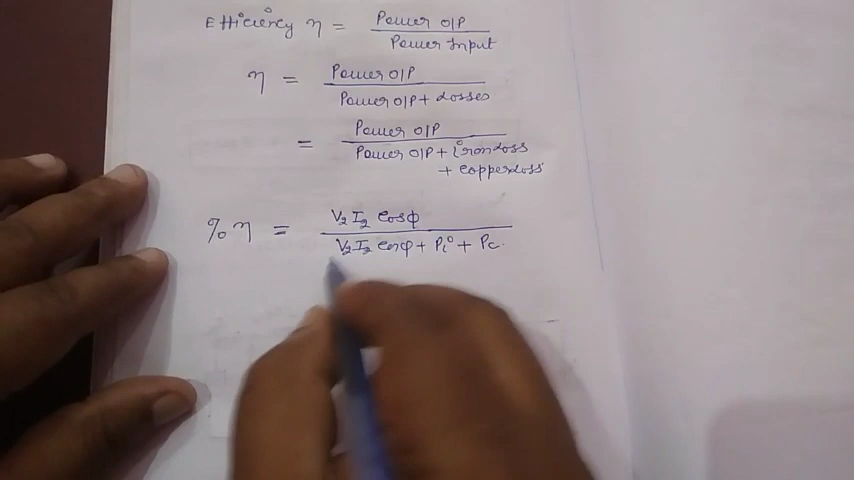 Efficiency η = Power O/P / Power Input
η = Power O/P / Power O/P + Losses
= Power O/P / Power O/P + iron loss
+ copper loss
% η = V₂ I₂ cosφ / V₂ I₂ cosφ + Pi + Pc.